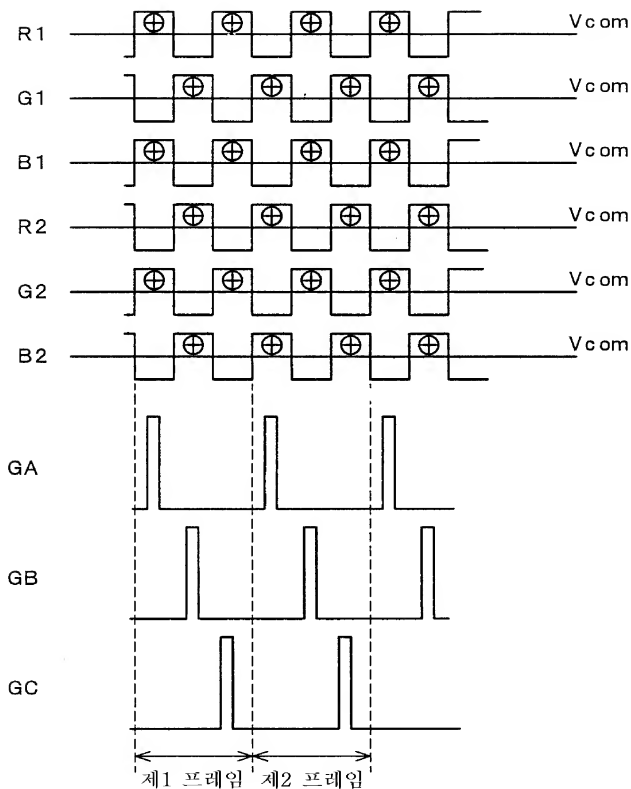 R1 Vcom
G1 Vcom
B1 Vcom
R2 Vcom
G2 Vcom
B2 Vcom
GA
GB
GC
제1 프레임 제2 프레임